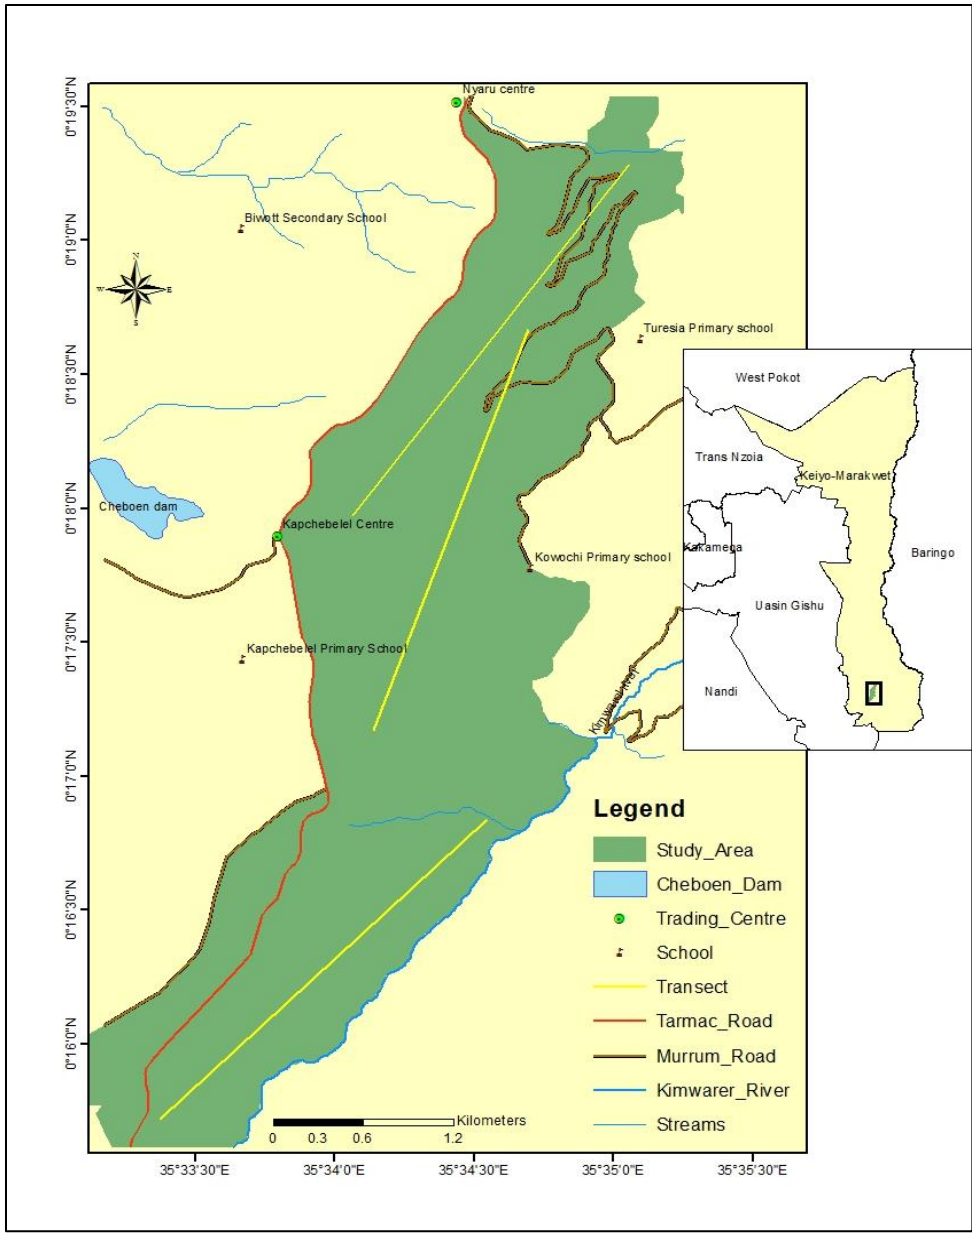 Nyaru centre
0°19'30"N
Biwott Secondary School
0°19'0"N
N
W
E
S
Turesia Primary school
0°18'30"N
West Pokot
Trans Nzoia
Keiyo-Marakwet
Cheboen dam
0°18'0"N
Kapchebelel Centre
Kakamega
Baringo
Kowochi Primary school
Uasin Gishu
0°17'30"N
Kapchebelel Primary School
Nandi
Kimwarer river
0°17'0"N
Legend
Study_Area
Cheboen_Dam
0°16'30"N
Trading_Centre
School
Transect
Tarmac_Road
0°16'0"N
Murrum_Road
Kimwarer_River
Streams
Kilometers
0 0.3 0.6 1.2
35°33'30"E 35°34'0"E 35°34'30"E 35°35'0"E 35°35'30"E